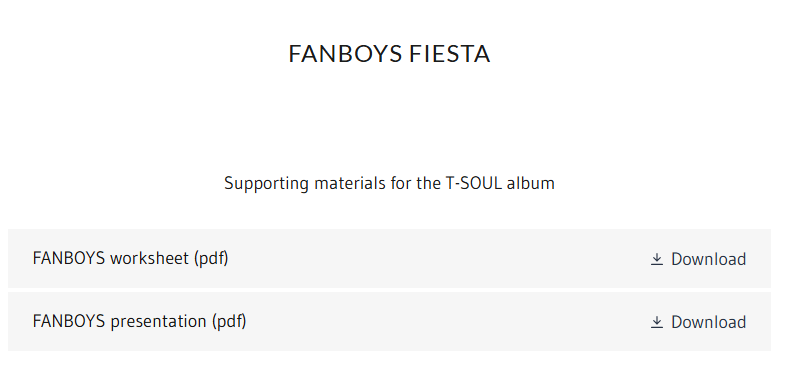 FANBOYS FIESTA
Supporting materials for the T-SOUL album
FANBOYS worksheet (pdf) Download
FANBOYS presentation (pdf) Download